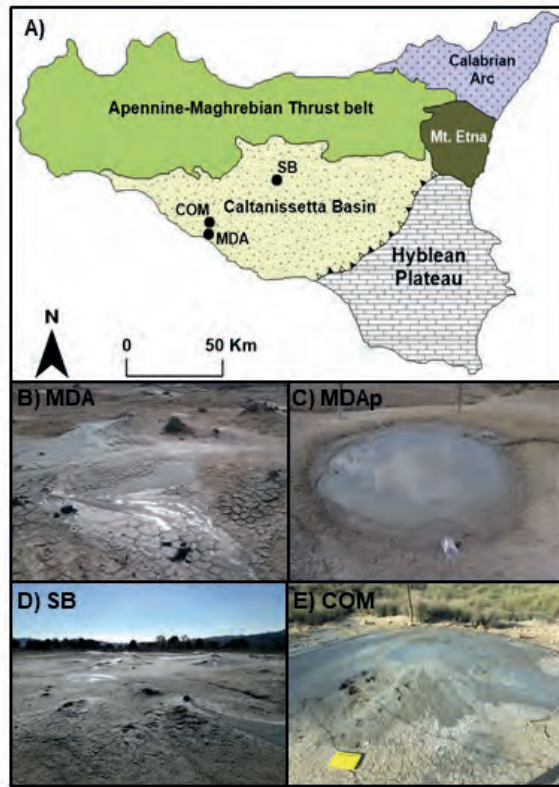 A)
Calabrian
Arc
Apennine-Maghrebian Thrust belt
Mt. Etna
SB
COM
Caltanissetta Basin
MDA
Hyblean
Plateau
N
0 50 Km
B) MDA
C) MDAp
D) SB
E) COM